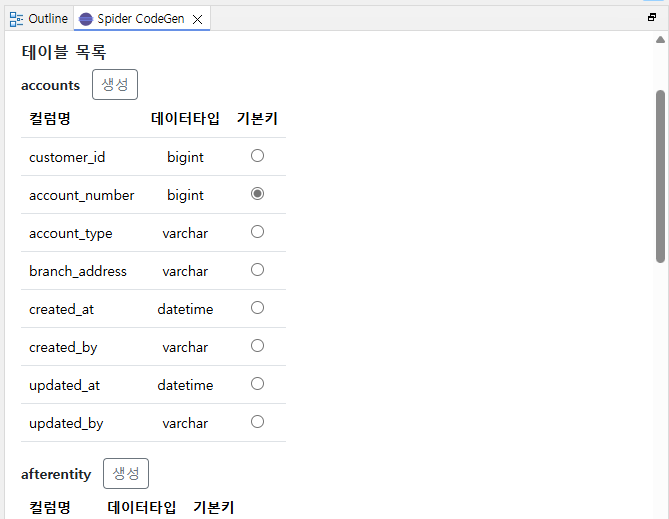 Outline Spider CodeGen
테이블 목록
accounts 생성
컬럼명 데이터타입 기본키
customer_id bigint
account_number bigint
account_type varchar
branch_address varchar
created_at datetime
created_by varchar
updated_at datetime
updated_by varchar
afterentity 생성
컬럼명 데이터타입 기본키